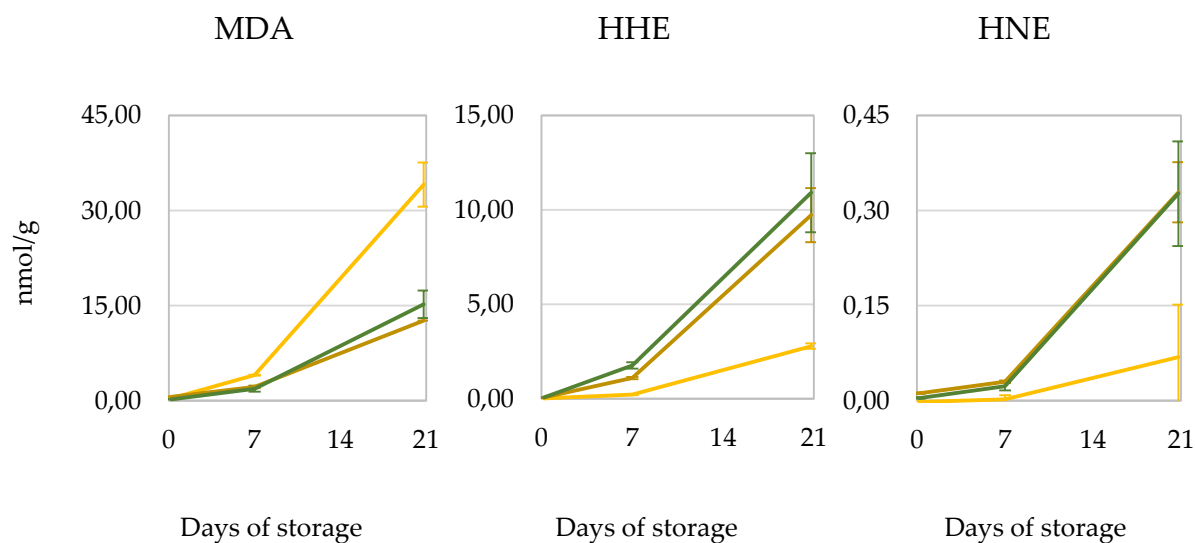 MDA
HHE
HNE
nmol/g
45,00
30,00
15,00
0,00
0 7 14 21
Days of storage
15,00
10,00
5,00
0,00
0 7 14 21
Days of storage
0,45
0,30
0,15
0,00
0 7 14 21
Days of storage